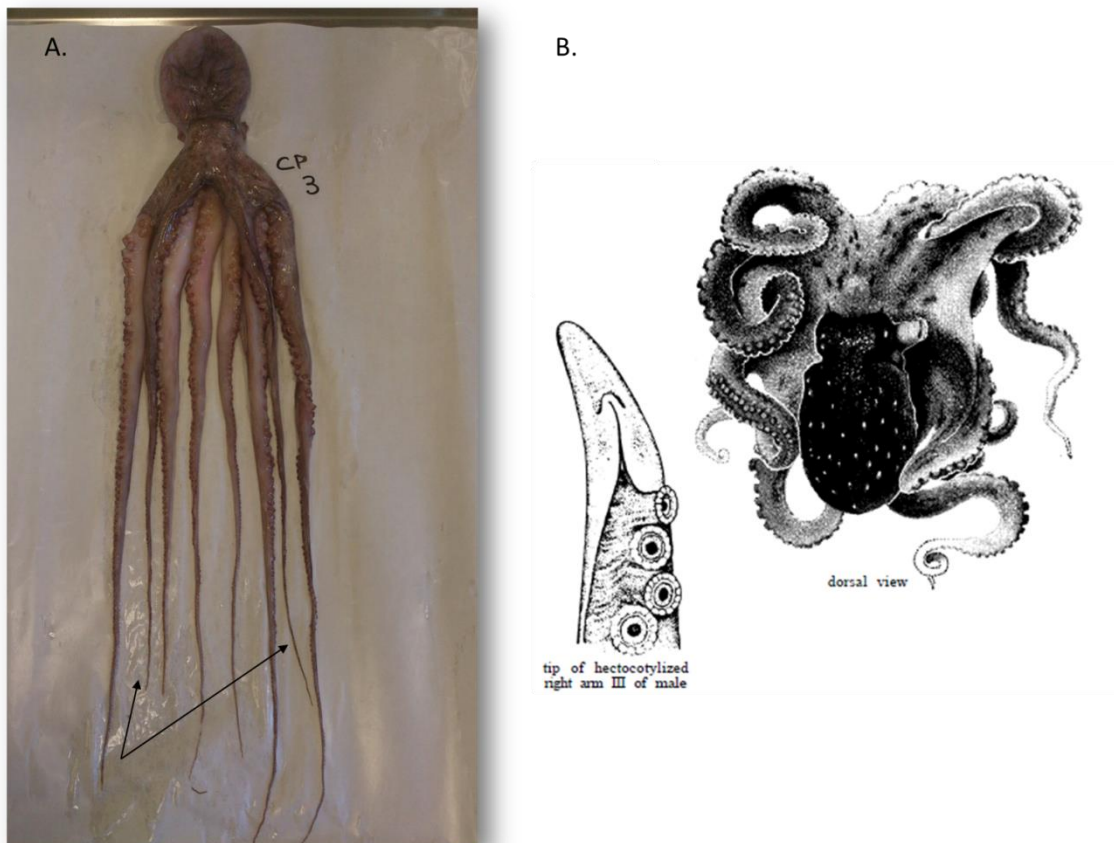 A.
B.
CP
3
dorsal view
tip of hectocotylized
right arm III of male